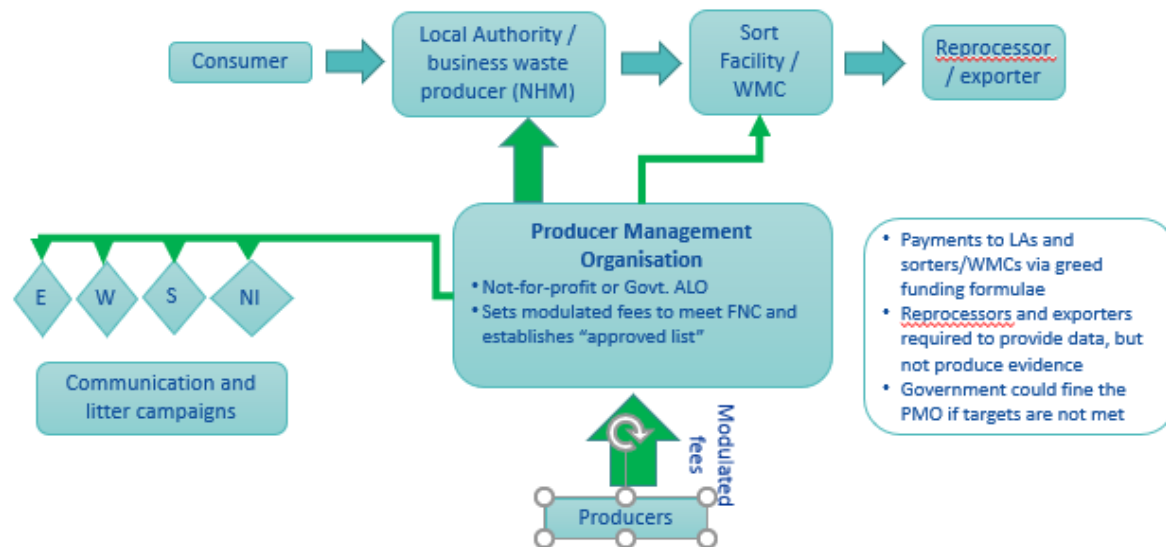 Consumer
Local Authority /
business waste
producer (NHM)
Sort
Facility /
WMC
Reprocessor
/ exporter
Producer Management
Organisation
• Not-for-profit or Govt. ALO
• Sets modulated fees to meet FNC and
establishes “approved list”
E
W
S
NI
Communication and
litter campaigns
• Payments to LAs and
sorters/WMCs via greed
funding formulae
• Reprocessors and exporters
required to provide data, but
not produce evidence
• Government could fine the
PMO if targets are not met
Modulated
fees
Producers